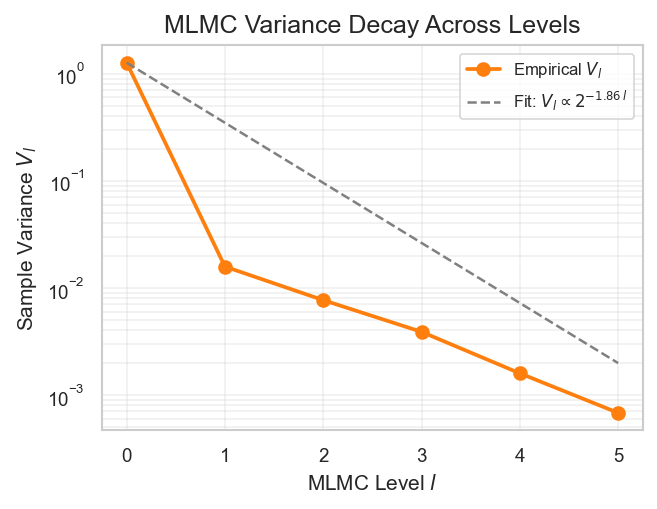 MLMC Variance Decay Across Levels
Empirical V_l
Fit: V_l ∝ 2^{-1.86 l}
Sample Variance V_l
10^0
10^{-1}
10^{-2}
10^{-3}
0 1 2 3 4 5
MLMC Level l